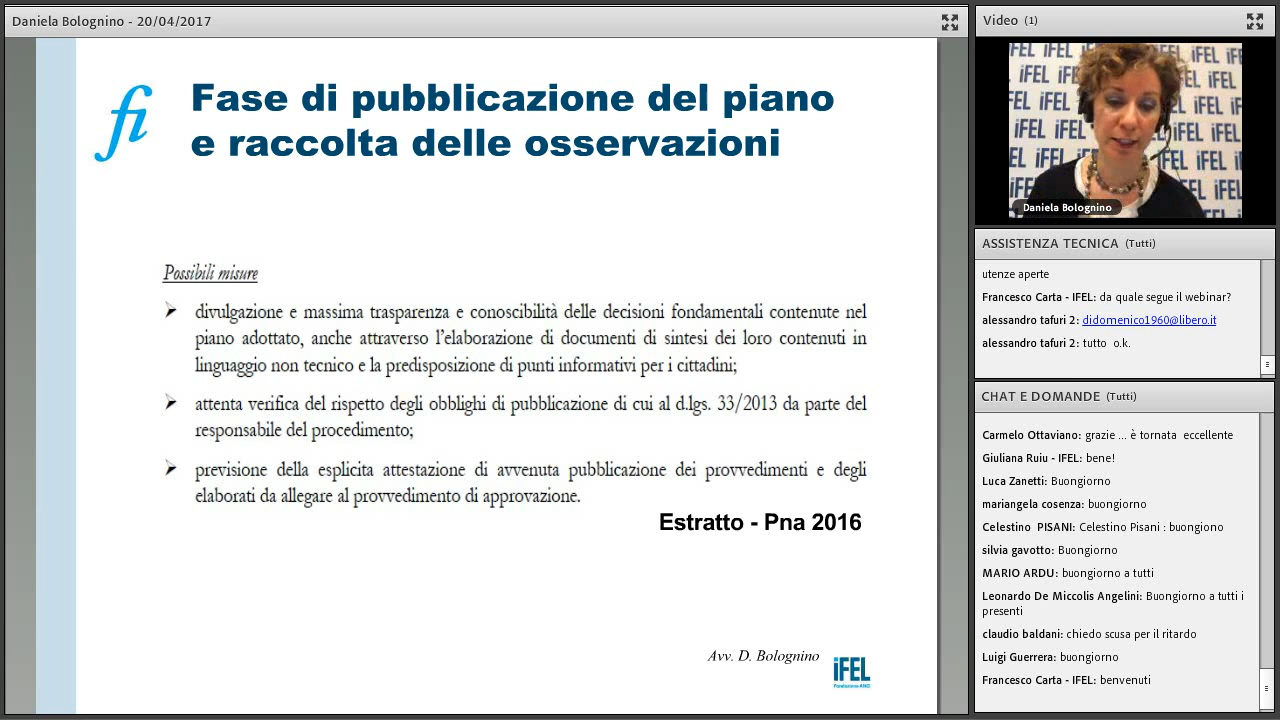 Daniela Bolognino - 20/04/2017
fi
Fase di pubblicazione del piano
e raccolta delle osservazioni
Possibili misure
divulgazione e massima trasparenza e conoscibilità delle decisioni fondamentali contenute nel
piano adottato, anche attraverso l'elaborazione di documenti di sintesi dei loro contenuti in
linguaggio non tecnico e la predisposizione di punti informativi per i cittadini;
attenta verifica del rispetto degli obblighi di pubblicazione di cui al d.lgs. 33/2013 da parte del
responsabile del procedimento;
previsione della esplicita attestazione di avvenuta pubblicazione dei provvedimenti e degli
elaborati da allegare al provvedimento di approvazione.
Estratto - Pna 2016
Avv. D. Bolognino
iFEL
Fondazione ANCI
Video (1)
iFEL iFEL iFEL
Daniela Bolognino
ASSISTENZA TECNICA (Tutti)
utenze aperte
Francesco Carta - IFEL: da quale segue il webinar?
alessandro tafuri 2: didomenico1960@libero.it
alessandro tafuri 2: tutto o.k.
CHAT E DOMANDE (Tutti)
Carmelo Ottaviano: grazie ... è tornata eccellente
Giuliana Ruiu - IFEL: bene!
Luca Zanetti: Buongiorno
mariangela cosenza: buongiorno
Celestino PISANI: Celestino Pisani : buongiono
silvia gavotto: Buongiorno
MARIO ARDU: buongiorno a tutti
Leonardo De Miccolis Angelini: Buongiorno a tutti i
presenti
claudio baldani: chiedo scusa per il ritardo
Luigi Guerrera: buongiorno
Francesco Carta - IFEL: benvenuti